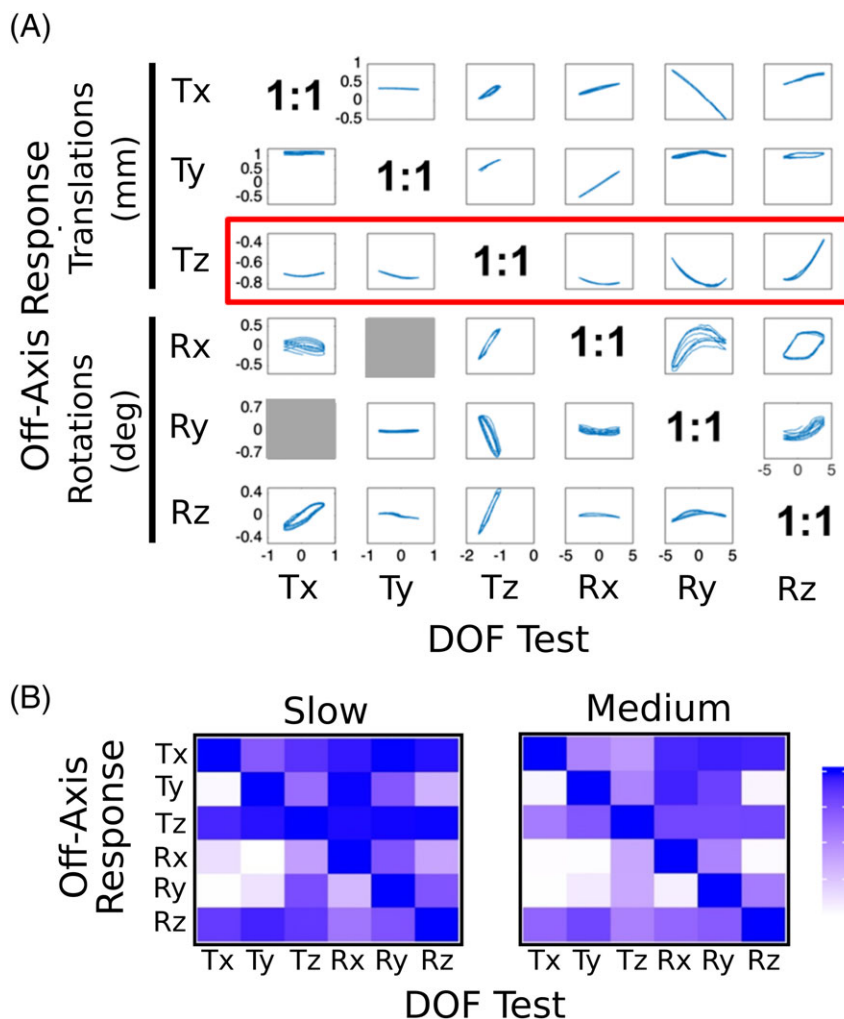 (A)
Off-Axis Response
Translations
(mm)
Rotations
(deg)
Tx 1:1 1 0.5 0 -0.5
Ty 1 0.5 0 -0.5 1:1
Tz -0.4 -0.6 -0.8 1:1
Rx 0.5 0 -0.5 1:1
Ry 0.7 0 -0.7 1:1
-5 0 5
Rz 0.4 0 -0.4 1:1
-1 0 1 -1 0 1 -2 -1 0 -5 0 5 -5 0 5
Tx Ty Tz Rx Ry Rz
DOF Test
(B)
Slow Medium
Off-Axis
Response
Tx
Ty
Tz
Rx
Ry
Rz
Tx Ty Tz Rx Ry Rz Tx Ty Tz Rx Ry Rz
DOF Test